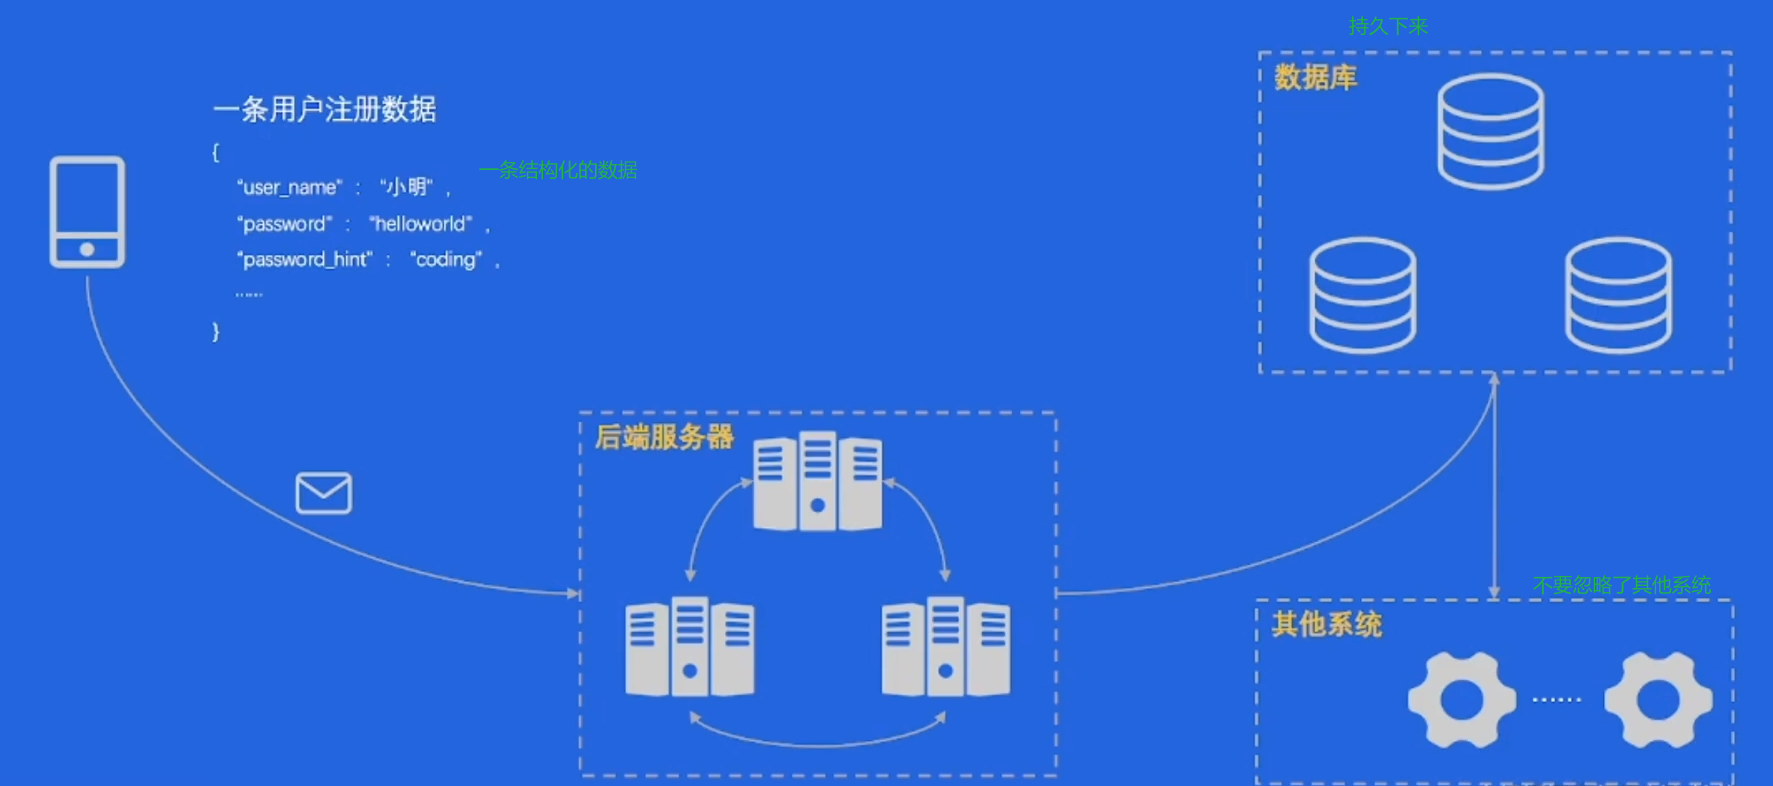 持久下来
数据库
一条用户注册数据
{
一条结构化的数据
"user_name" : "小明" ,
"password" : "helloworld" ,
"password_hint" : "coding" ,
……
}
后端服务器
不要忽略了其他系统
其他系统
……